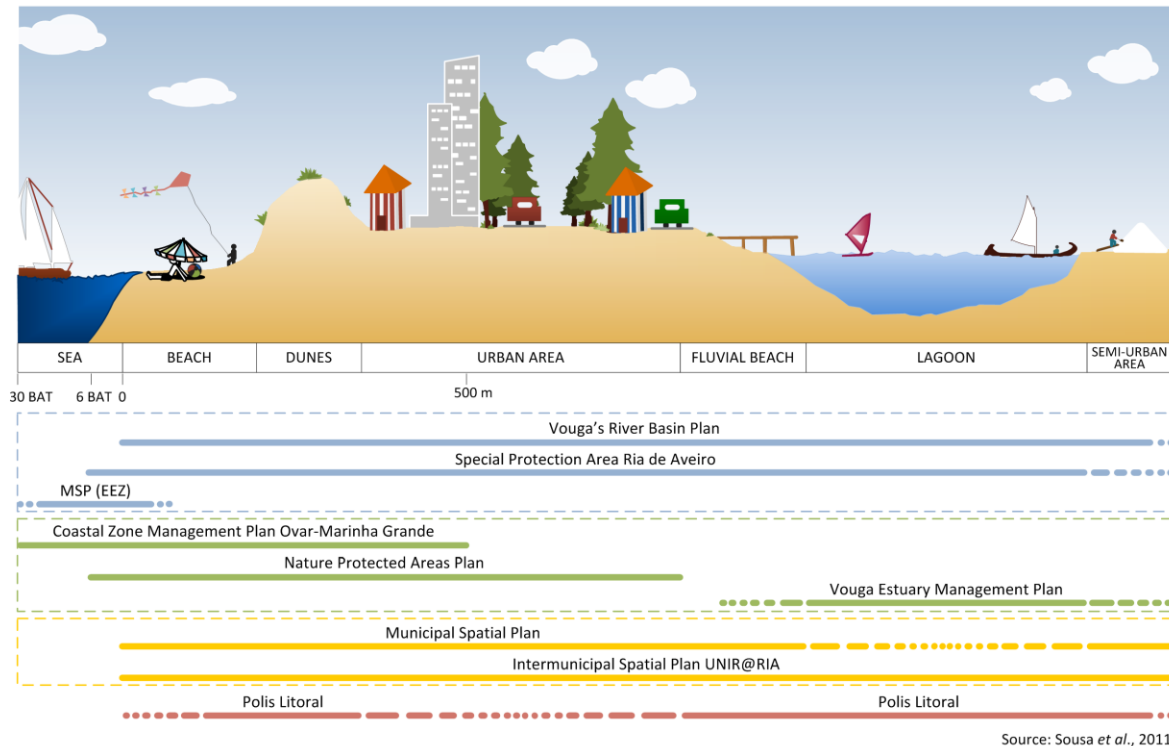 SEA
BEACH
DUNES
URBAN AREA
FLUVIAL BEACH
LAGOON
SEMI-URBAN
AREA
30 BAT
6 BAT
0
500 m
Vouga's River Basin Plan
Special Protection Area Ria de Aveiro
MSP (EEZ)
Coastal Zone Management Plan Ovar-Marinha Grande
Nature Protected Areas Plan
Vouga Estuary Management Plan
Municipal Spatial Plan
Intermunicipal Spatial Plan UNIR@RIA
Polis Litoral
Polis Litoral
Source: Sousa et al., 2011